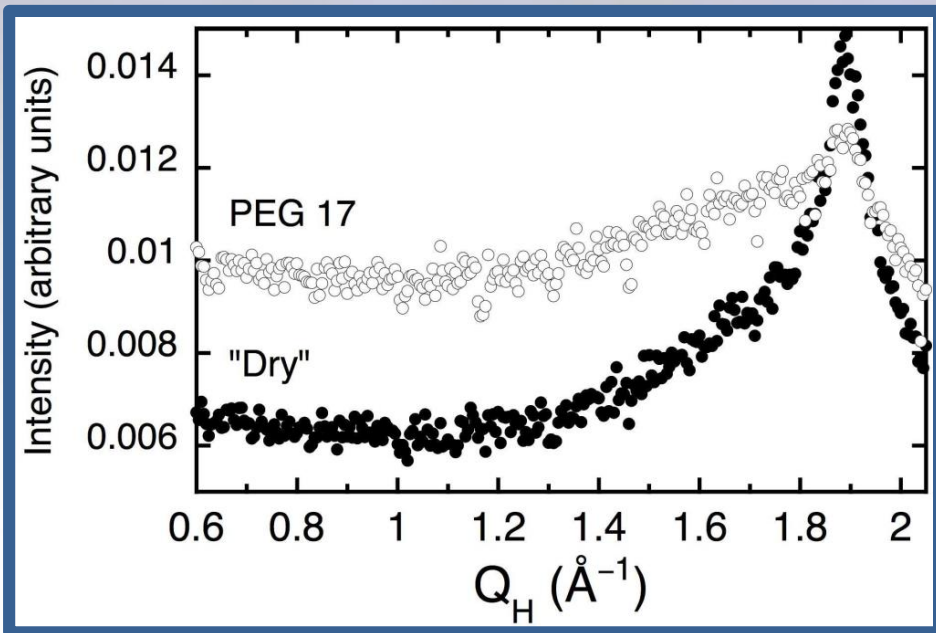 Intensity (arbitrary units)
0.014
0.012
0.01
0.008
0.006
PEG 17
"Dry"
0.6 0.8 1 1.2 1.4 1.6 1.8 2
Q_H (Å⁻¹)